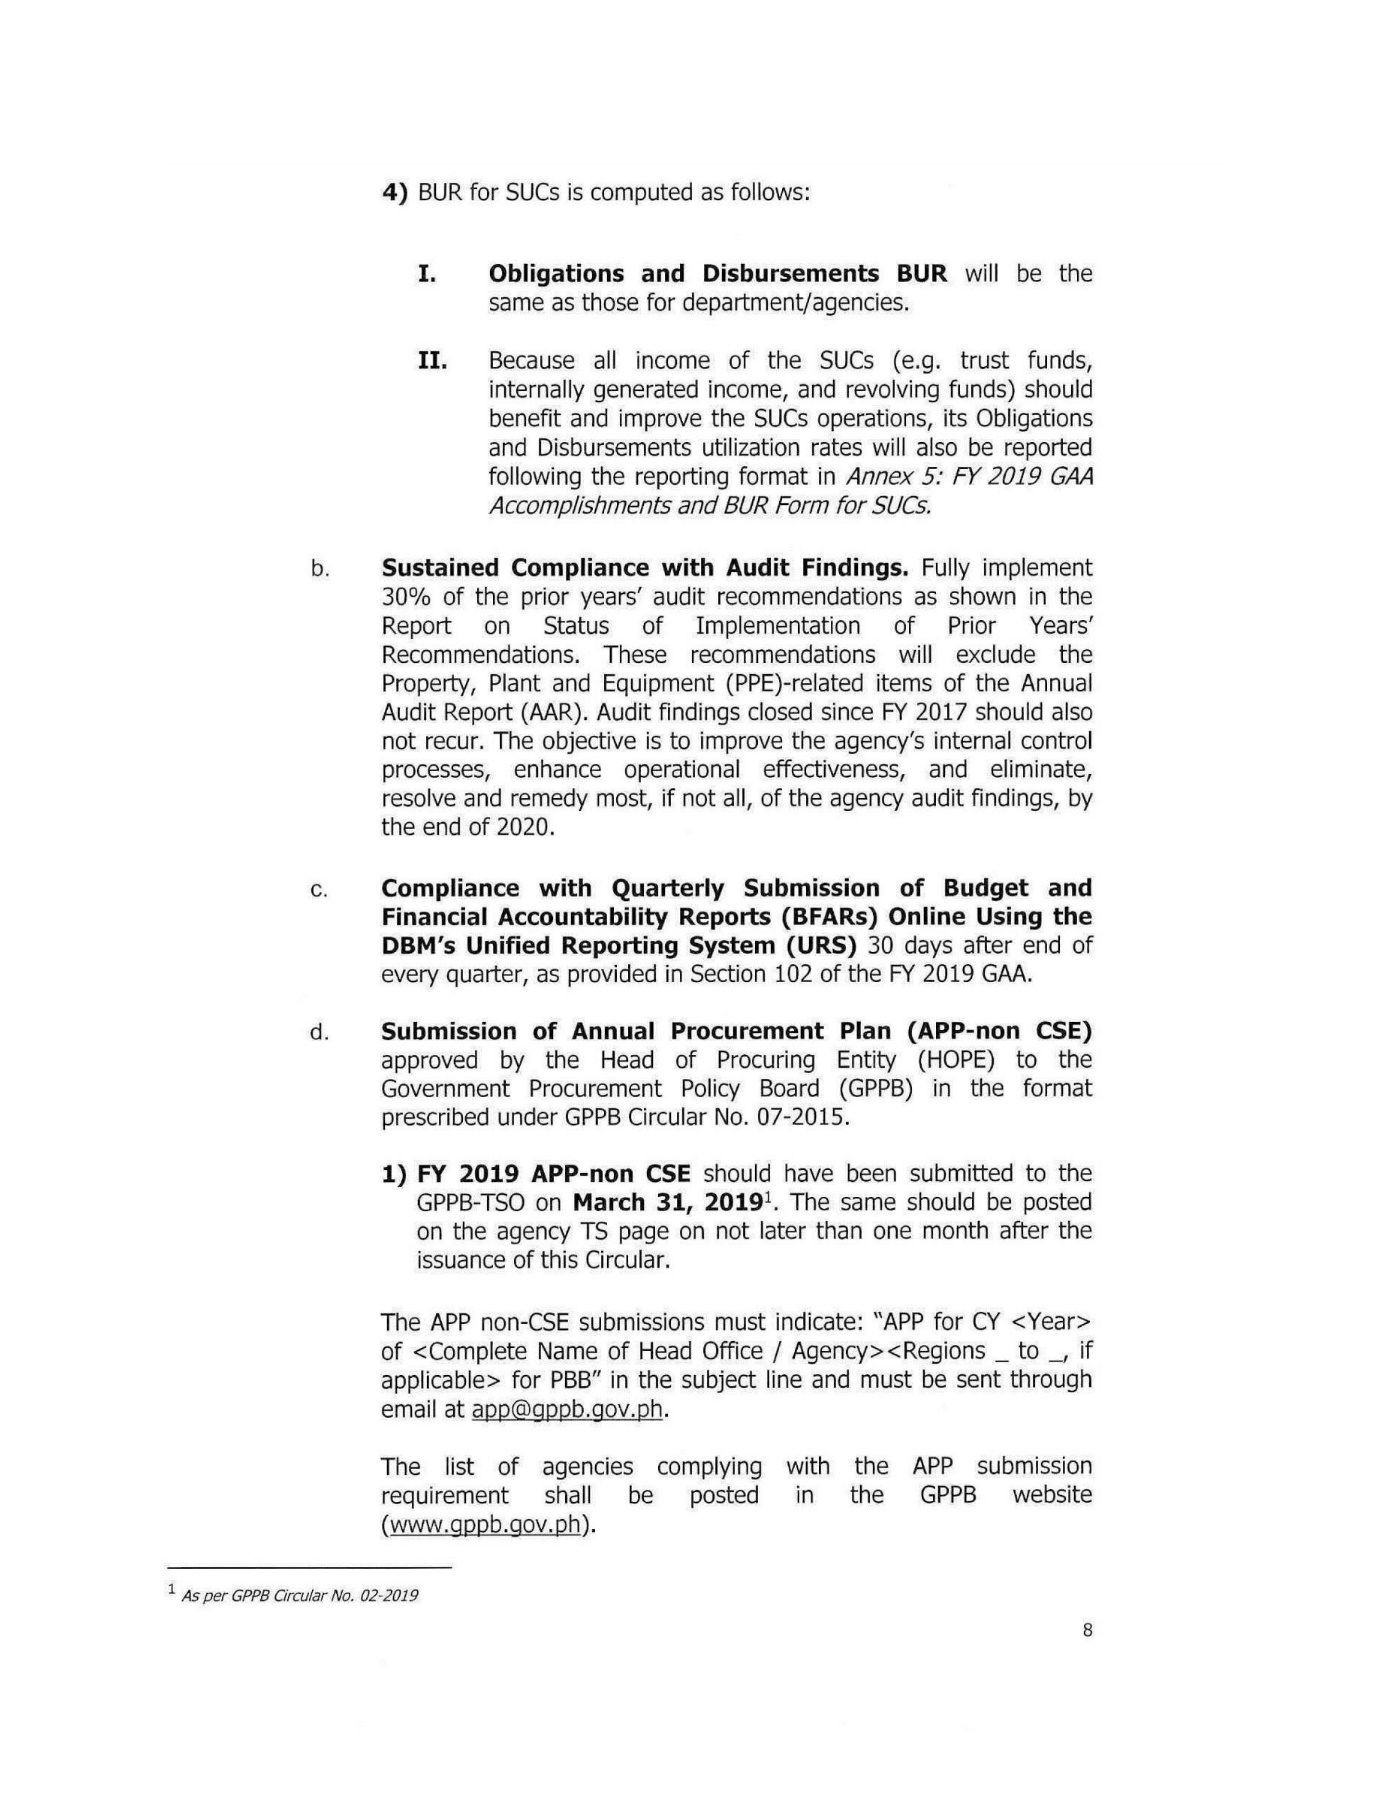 4) BUR for SUCs is computed as follows:
I. Obligations and Disbursements BUR will be the
same as those for department/agencies.
II. Because all income of the SUCs (e.g. trust funds,
internally generated income, and revolving funds) should
benefit and improve the SUCs operations, its Obligations
and Disbursements utilization rates will also be reported
following the reporting format in Annex 5: FY 2019 GAA
Accomplishments and BUR Form for SUCs.
b. Sustained Compliance with Audit Findings. Fully implement
30% of the prior years’ audit recommendations as shown in the
Report on Status of Implementation of Prior Years’
Recommendations. These recommendations will exclude the
Property, Plant and Equipment (PPE)-related items of the Annual
Audit Report (AAR). Audit findings closed since FY 2017 should also
not recur. The objective is to improve the agency’s internal control
processes, enhance operational effectiveness, and eliminate,
resolve and remedy most, if not all, of the agency audit findings, by
the end of 2020.
c. Compliance with Quarterly Submission of Budget and
Financial Accountability Reports (BFARs) Online Using the
DBM’s Unified Reporting System (URS) 30 days after end of
every quarter, as provided in Section 102 of the FY 2019 GAA.
d. Submission of Annual Procurement Plan (APP-non CSE)
approved by the Head of Procuring Entity (HOPE) to the
Government Procurement Policy Board (GPPB) in the format
prescribed under GPPB Circular No. 07-2015.
1) FY 2019 APP-non CSE should have been submitted to the
GPPB-TSO on March 31, 2019¹. The same should be posted
on the agency TS page on not later than one month after the
issuance of this Circular.
The APP non-CSE submissions must indicate: “APP for CY <Year>
of <Complete Name of Head Office / Agency><Regions _ to _, if
applicable> for PBB” in the subject line and must be sent through
email at app@gppb.gov.ph.
The list of agencies complying with the APP submission
requirement shall be posted in the GPPB website
(www.gppb.gov.ph).
¹ As per GPPB Circular No. 02-2019
8